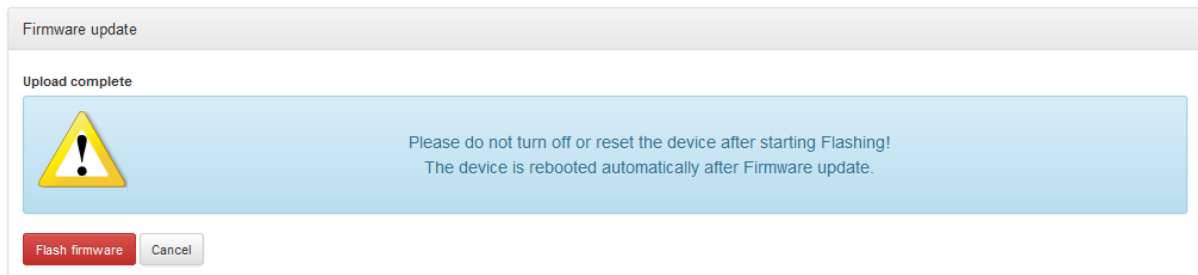 Firmware update
Upload complete
Please do not turn off or reset the device after starting Flashing!
The device is rebooted automatically after Firmware update.
Flash firmware
Cancel